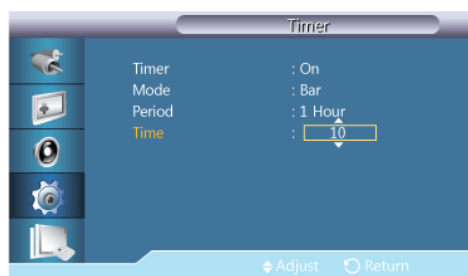 Timer
Timer : On
Mode : Bar
Period : 1 Hour
Time : 10
Adjust Return